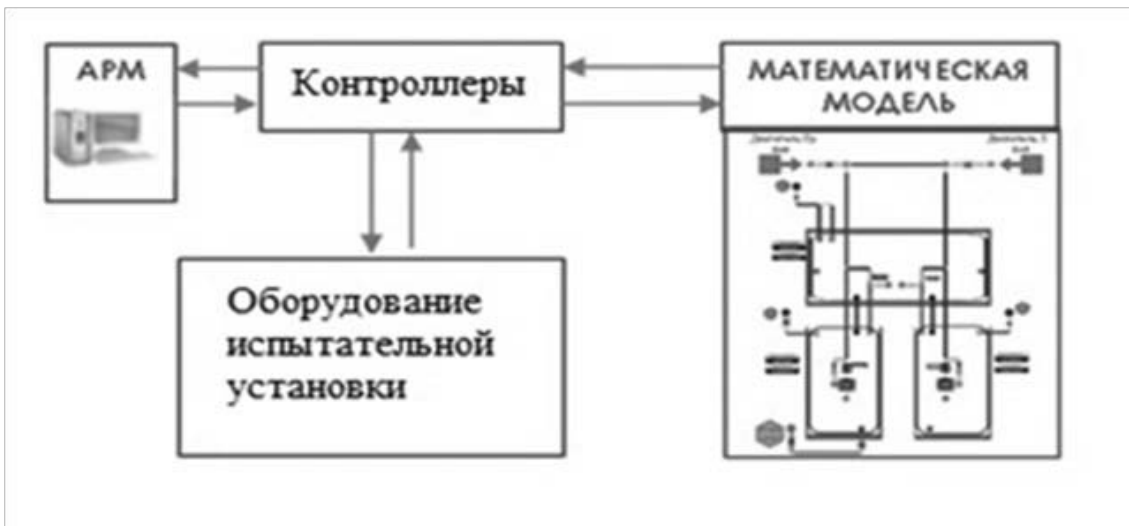 АРМ
Контроллеры
МАТЕМАТИЧЕСКАЯ
МОДЕЛЬ
Оборудование
испытательной
установки